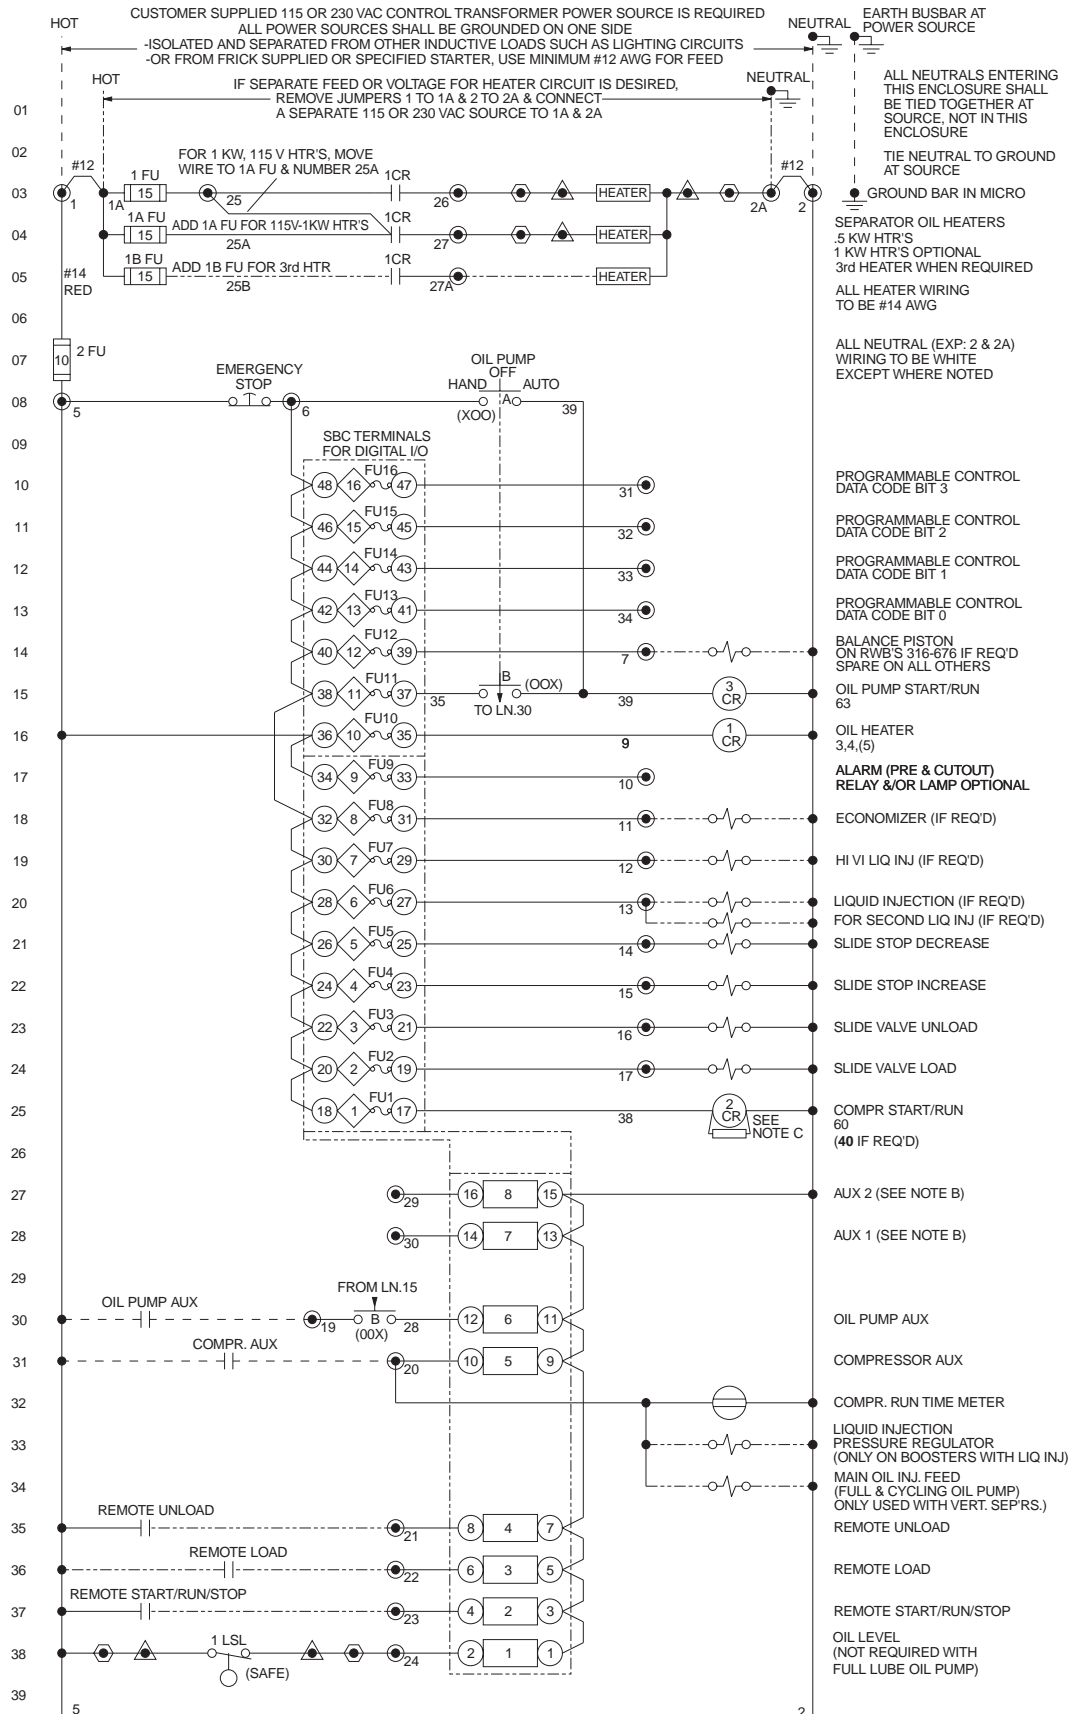 CUSTOMER SUPPLIED 115 OR 230 VAC CONTROL TRANSFORMER POWER SOURCE IS REQUIRED
ALL POWER SOURCES SHALL BE GROUNDED ON ONE SIDE
-ISOLATED AND SEPARATED FROM OTHER INDUCTIVE LOADS SUCH AS LIGHTING CIRCUITS
-OR FROM FRICK SUPPLIED OR SPECIFIED STARTER, USE MINIMUM #12 AWG FOR FEED
HOT
NEUTRAL
EARTH BUSBAR AT
POWER SOURCE
HOT
IF SEPARATE FEED OR VOLTAGE FOR HEATER CIRCUIT IS DESIRED,
REMOVE JUMPERS 1 TO 1A & 2 TO 2A & CONNECT
A SEPARATE 115 OR 230 VAC SOURCE TO 1A & 2A
NEUTRAL
ALL NEUTRALS ENTERING
THIS ENCLOSURE SHALL
BE TIED TOGETHER AT
SOURCE, NOT IN THIS
ENCLOSURE
TIE NEUTRAL TO GROUND
AT SOURCE
01
02
#12
FOR 1 KW, 115 V HTR'S, MOVE
WIRE TO 1A FU & NUMBER 25A
#12
03
1
1A
1 FU
15
25
1CR
26
HEATER
2A
2
GROUND BAR IN MICRO
04
1A FU
15
ADD 1A FU FOR 115V-1KW HTR'S
25A
1CR
27
HEATER
SEPARATOR OIL HEATERS
.5 KW HTR'S
1 KW HTR'S OPTIONAL
3rd HEATER WHEN REQUIRED
05
#14
RED
1B FU
15
ADD 1B FU FOR 3rd HTR
25B
1CR
27A
HEATER
ALL HEATER WIRING
TO BE #14 AWG
06
07
10
2 FU
ALL NEUTRAL (EXP: 2 & 2A)
WIRING TO BE WHITE
EXCEPT WHERE NOTED
08
5
EMERGENCY
STOP
6
OIL PUMP
OFF
HAND
AUTO
A
(XOO)
39
09
SBC TERMINALS
FOR DIGITAL I/O
10
48
16
FU16
47
31
PROGRAMMABLE CONTROL
DATA CODE BIT 3
11
46
15
FU15
45
32
PROGRAMMABLE CONTROL
DATA CODE BIT 2
12
44
14
FU14
43
33
PROGRAMMABLE CONTROL
DATA CODE BIT 1
13
42
13
FU13
41
34
PROGRAMMABLE CONTROL
DATA CODE BIT 0
14
40
12
FU12
39
7
BALANCE PISTON
ON RWB'S 316-676 IF REQ'D
SPARE ON ALL OTHERS
15
38
11
FU11
37
35
B
(OOX)
TO LN.30
39
3
CR
OIL PUMP START/RUN
63
16
36
10
FU10
35
9
1
CR
OIL HEATER
3,4,(5)
17
34
9
FU9
33
10
ALARM (PRE & CUTOUT)
RELAY &/OR LAMP OPTIONAL
18
32
8
FU8
31
11
ECONOMIZER (IF REQ'D)
19
30
7
FU7
29
12
HI VI LIQ INJ (IF REQ'D)
20
28
6
FU6
27
13
LIQUID INJECTION (IF REQ'D)
FOR SECOND LIQ INJ (IF REQ'D)
21
26
5
FU5
25
14
SLIDE STOP DECREASE
22
24
4
FU4
23
15
SLIDE STOP INCREASE
23
22
3
FU3
21
16
SLIDE VALVE UNLOAD
24
20
2
FU2
19
17
SLIDE VALVE LOAD
25
18
1
FU1
17
38
2
CR
SEE
NOTE C
COMPR START/RUN
60
(40 IF REQ'D)
26
27
29
16
8
15
AUX 2 (SEE NOTE B)
28
30
14
7
13
AUX 1 (SEE NOTE B)
29
FROM LN.15
30
OIL PUMP AUX
19
B
(00X)
28
12
6
11
OIL PUMP AUX
31
COMPR. AUX
20
10
5
9
COMPRESSOR AUX
32
COMPR. RUN TIME METER
33
LIQUID INJECTION
PRESSURE REGULATOR
(ONLY ON BOOSTERS WITH LIQ INJ)
34
MAIN OIL INJ. FEED
(FULL & CYCLING OIL PUMP)
ONLY USED WITH VERT. SEP'RS.)
35
REMOTE UNLOAD
21
8
4
7
REMOTE UNLOAD
36
REMOTE LOAD
22
6
3
5
REMOTE LOAD
37
REMOTE START/RUN/STOP
23
4
2
3
REMOTE START/RUN/STOP
38
1 LSL
(SAFE)
24
2
1
1
OIL LEVEL
(NOT REQUIRED WITH
FULL LUBE OIL PUMP)
39
5
2